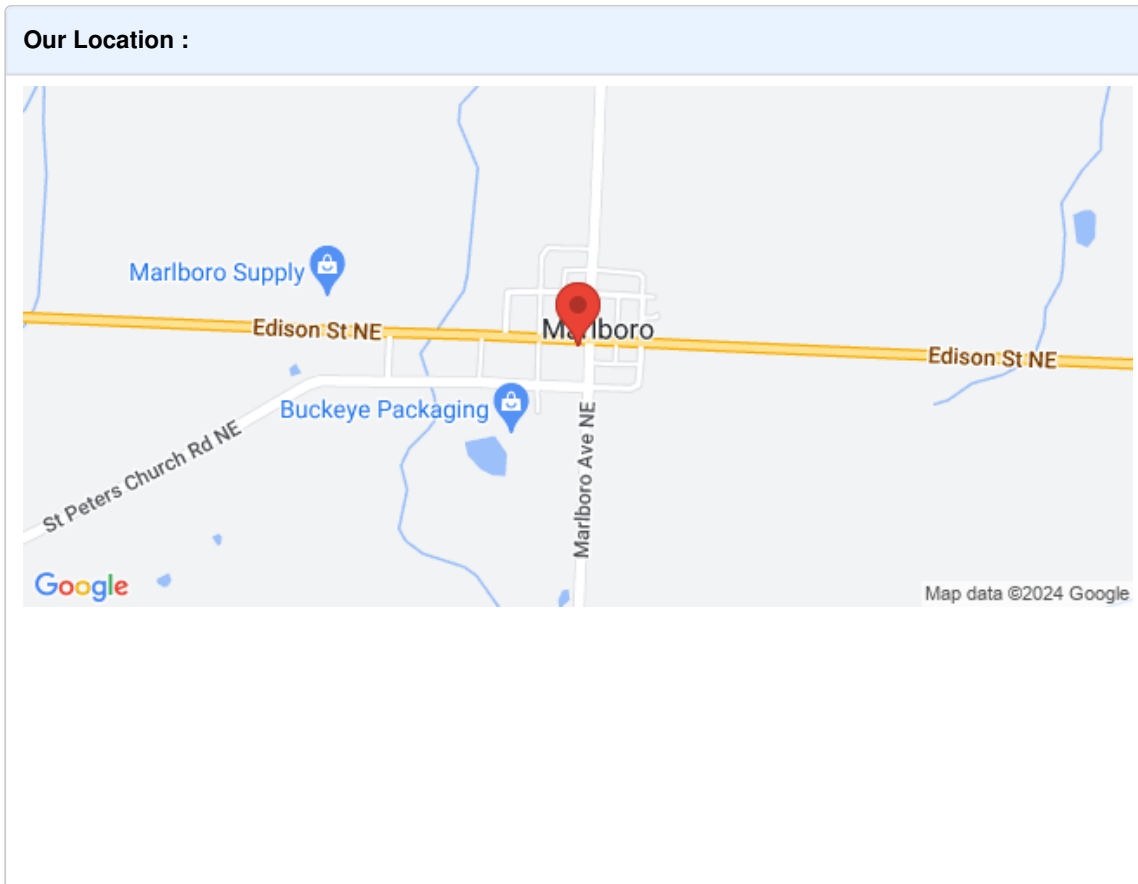 Our Location :
Marlboro Supply
Edison St NE
Marlboro
Edison St NE
Buckeye Packaging
St Peters Church Rd NE
Marlboro Ave NE
Google
Map data ©2024 Google